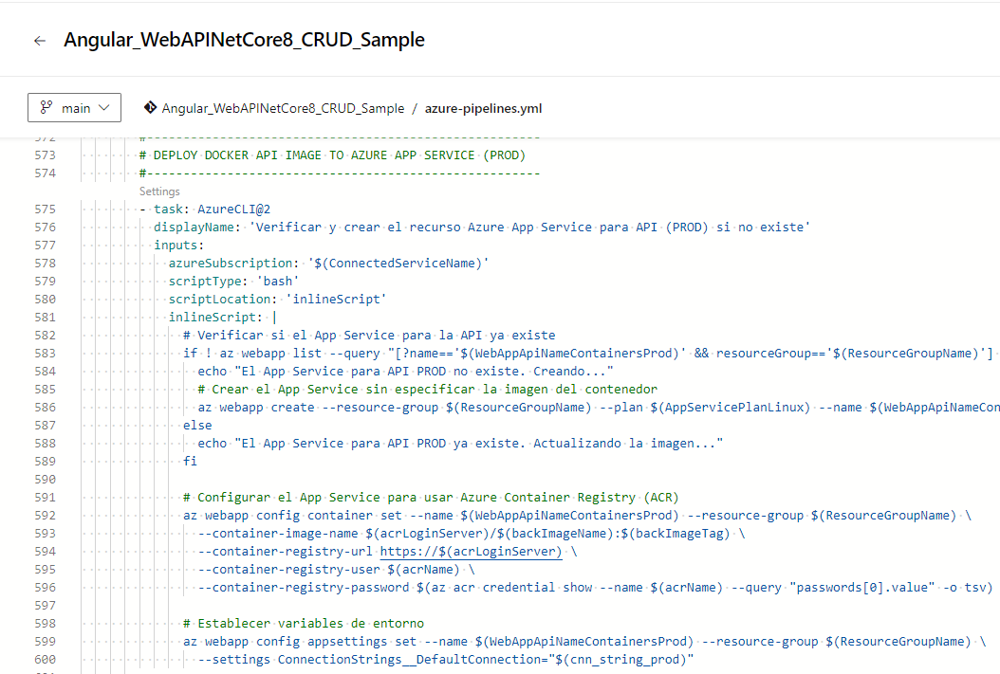 ← Angular_WebAPINetCore8_CRUD_Sample
main Angular_WebAPINetCore8_CRUD_Sample / azure-pipelines.yml
572 #------------------------------------------------------
573 # DEPLOY DOCKER API IMAGE TO AZURE APP SERVICE (PROD)
574 #------------------------------------------------------
Settings
575 - task: AzureCLI@2
576 displayName: 'Verificar y crear el recurso Azure App Service para API (PROD) si no existe'
577 inputs:
578 azureSubscription: '$(ConnectedServiceName)'
579 scriptType: 'bash'
580 scriptLocation: 'inlineScript'
581 inlineScript: |
582 # Verificar si el App Service para la API ya existe
583 if ! az webapp list --query "[?name=='$(WebAppApiNameContainersProd)' && resourceGroup=='$(ResourceGroupName)']
584 echo "El App Service para API PROD no existe. Creando..."
585 # Crear el App Service sin especificar la imagen del contenedor
586 az webapp create --resource-group $(ResourceGroupName) --plan $(AppServicePlanLinux) --name $(WebAppApiNameCon
587 else
588 echo "El App Service para API PROD ya existe. Actualizando la imagen..."
589 fi
590
591 # Configurar el App Service para usar Azure Container Registry (ACR)
592 az webapp config container set --name $(WebAppApiNameContainersProd) --resource-group $(ResourceGroupName) \
593 --container-image-name $(acrLoginServer)/$(backImageName):$(backImageTag) \
594 --container-registry-url https://$(acrLoginServer) \
595 --container-registry-user $(acrName) \
596 --container-registry-password $(az acr credential show --name $(acrName) --query "passwords[0].value" -o tsv)
597
598 # Establecer variables de entorno
599 az webapp config appsettings set --name $(WebAppApiNameContainersProd) --resource-group $(ResourceGroupName) \
600 --settings ConnectionStrings__DefaultConnection="$(cnn_string_prod)"